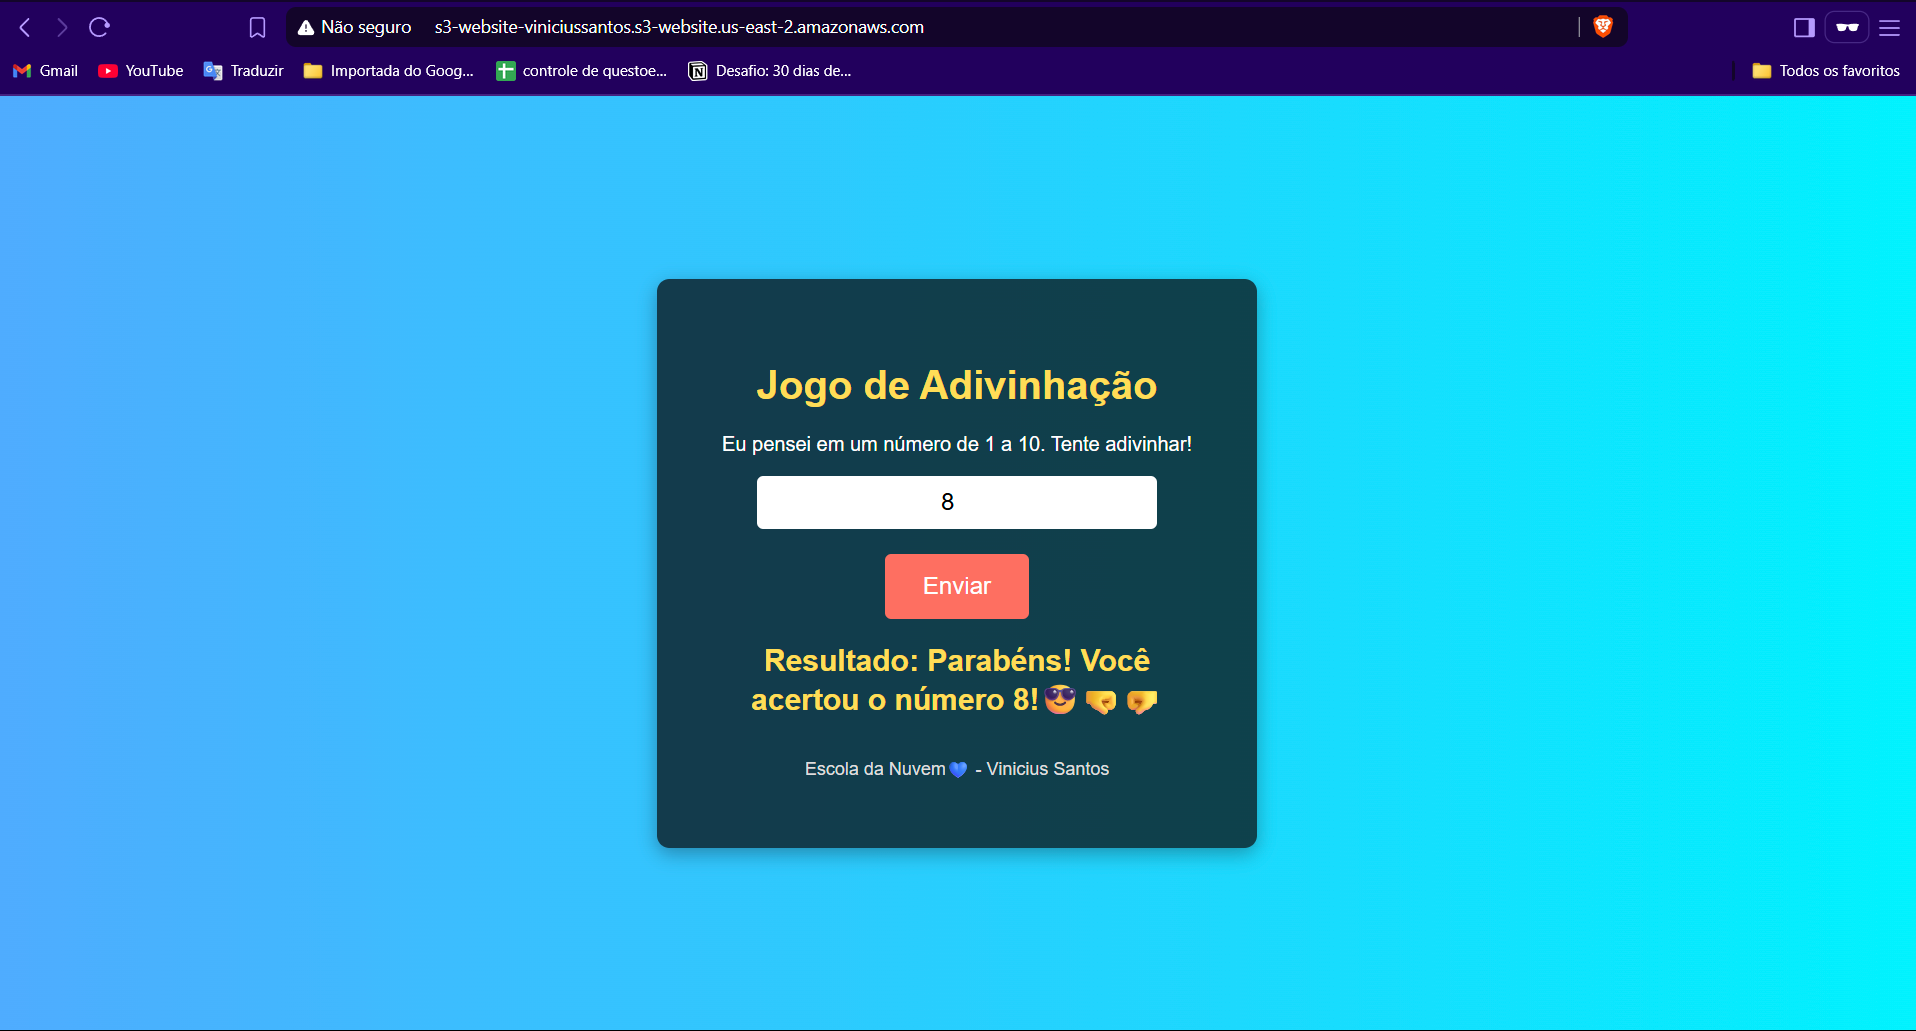 Não seguro s3-website-viniciussantos.s3-website.us-east-2.amazonaws.com
Gmail YouTube Traduzir Importada do Goog... controle de questoe... Desafio: 30 dias de... Todos os favoritos
Jogo de Adivinhação
Eu pensei em um número de 1 a 10. Tente adivinhar!
8
Enviar
Resultado: Parabéns! Você
acertou o número 8!😎🤜🤛
Escola da Nuvem💙 - Vinicius Santos